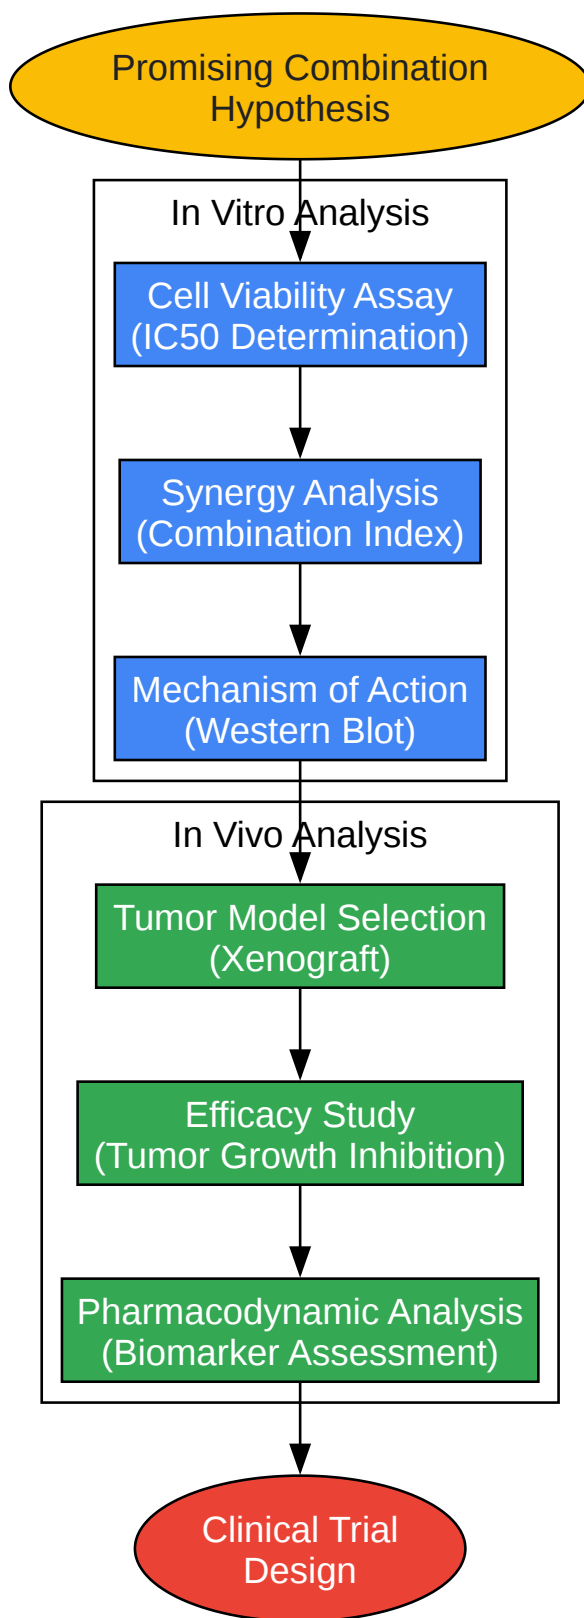 Promising Combination
Hypothesis
In Vitro Analysis
Cell Viability Assay
(IC50 Determination)
Synergy Analysis
(Combination Index)
Mechanism of Action
(Western Blot)
In Vivo Analysis
Tumor Model Selection
(Xenograft)
Efficacy Study
(Tumor Growth Inhibition)
Pharmacodynamic Analysis
(Biomarker Assessment)
Clinical Trial
Design